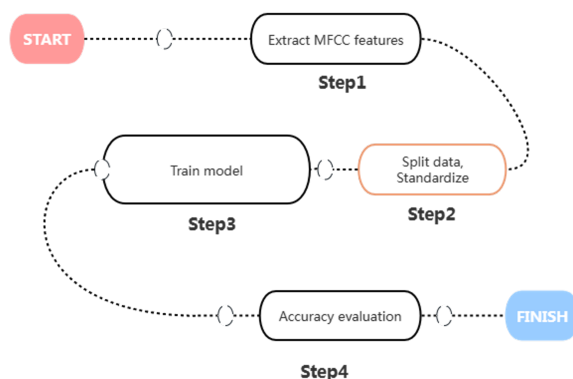 START
Extract MFCC features
Step1
Split data,
Standardize
Step2
Train model
Step3
Accuracy evaluation
Step4
FINISH